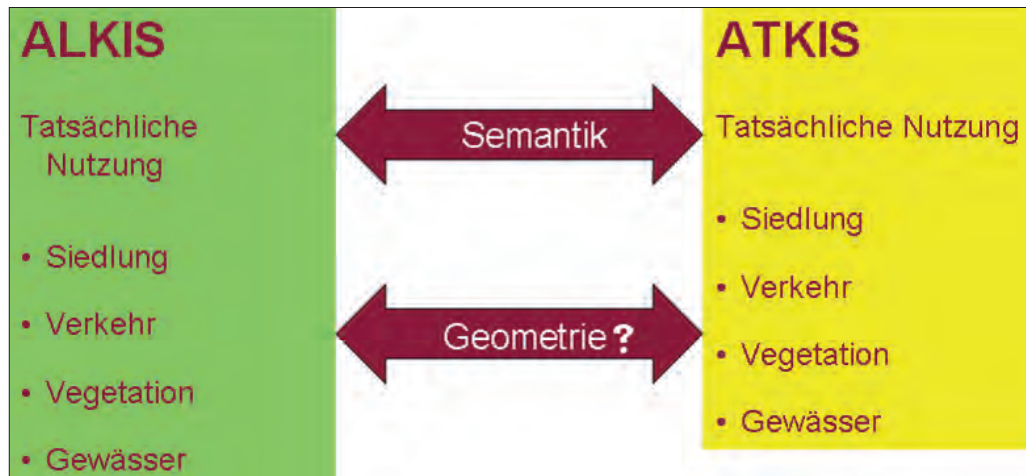 ALKIS
Tatsächliche
Nutzung
• Siedlung
• Verkehr
• Vegetation
• Gewässer
Semantik
Geometrie?
ATKIS
Tatsächliche Nutzung
• Siedlung
• Verkehr
• Vegetation
• Gewässer